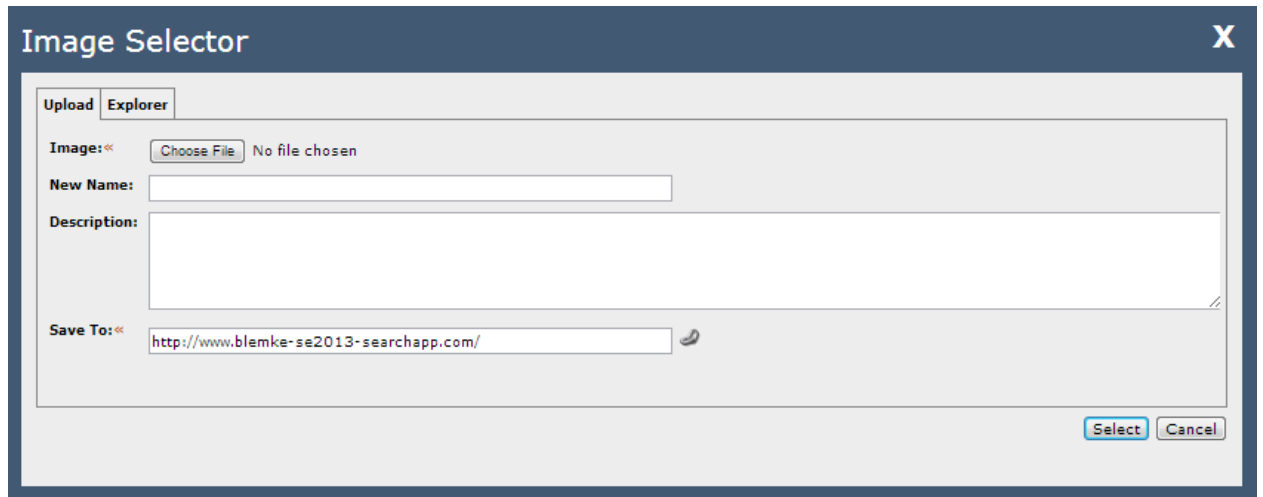 Image Selector X
Upload Explorer
Image:« Choose File No file chosen
New Name:
Description:
Save To:« http://www.blemke-se2013-searchapp.com/
Select Cancel